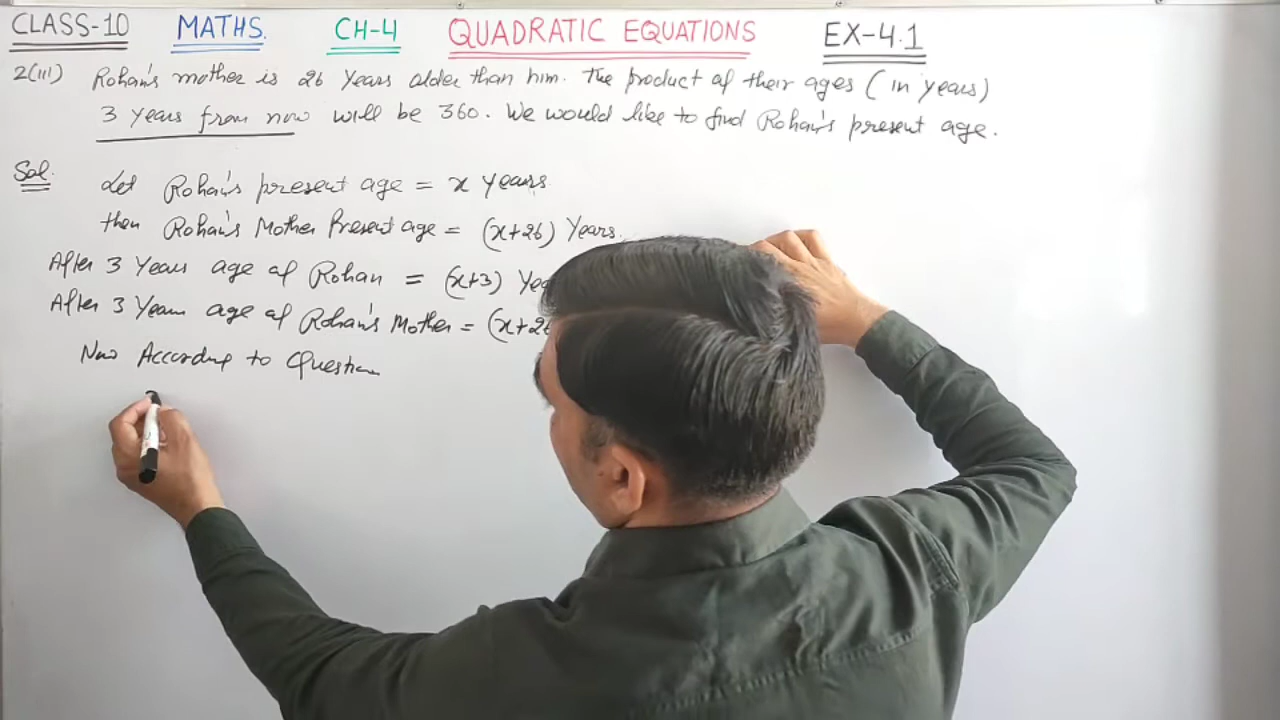 CLASS-10 MATHS. CH-4 QUADRATIC EQUATIONS EX-4.1
2(iii) Rohan's mother is 26 Years older than him. The product of their ages (in years)
3 years from now will be 360. We would like to find Rohan's present age.
Sol. Let Rohan's present age = x years
then Rohan's Mother Present age = (x+26) Years.
After 3 Years age of Rohan = (x+3) Yea
After 3 Years age of Rohan's Mother = (x+26
Now According to Question